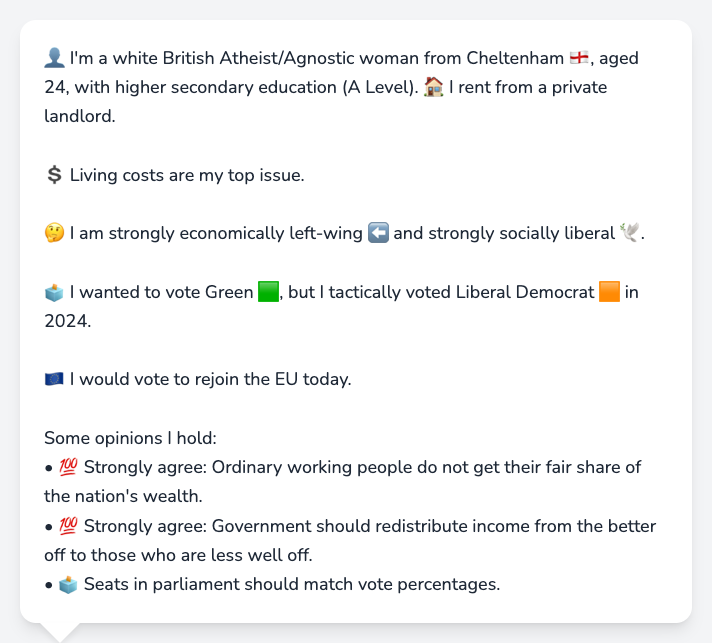 👤 I'm a white British Atheist/Agnostic woman from Cheltenham 🏴󠁧󠁢󠁥󠁮󠁧󠁿, aged
24, with higher secondary education (A Level). 🏠 I rent from a private
landlord.
💲 Living costs are my top issue.
🤔 I am strongly economically left-wing ⬅️ and strongly socially liberal 🕊️.
🗳️ I wanted to vote Green 🟩, but I tactically voted Liberal Democrat 🟧 in
2024.
🇪🇺 I would vote to rejoin the EU today.
Some opinions I hold:
• 💯 Strongly agree: Ordinary working people do not get their fair share of
the nation's wealth.
• 💯 Strongly agree: Government should redistribute income from the better
off to those who are less well off.
• 🗳️ Seats in parliament should match vote percentages.